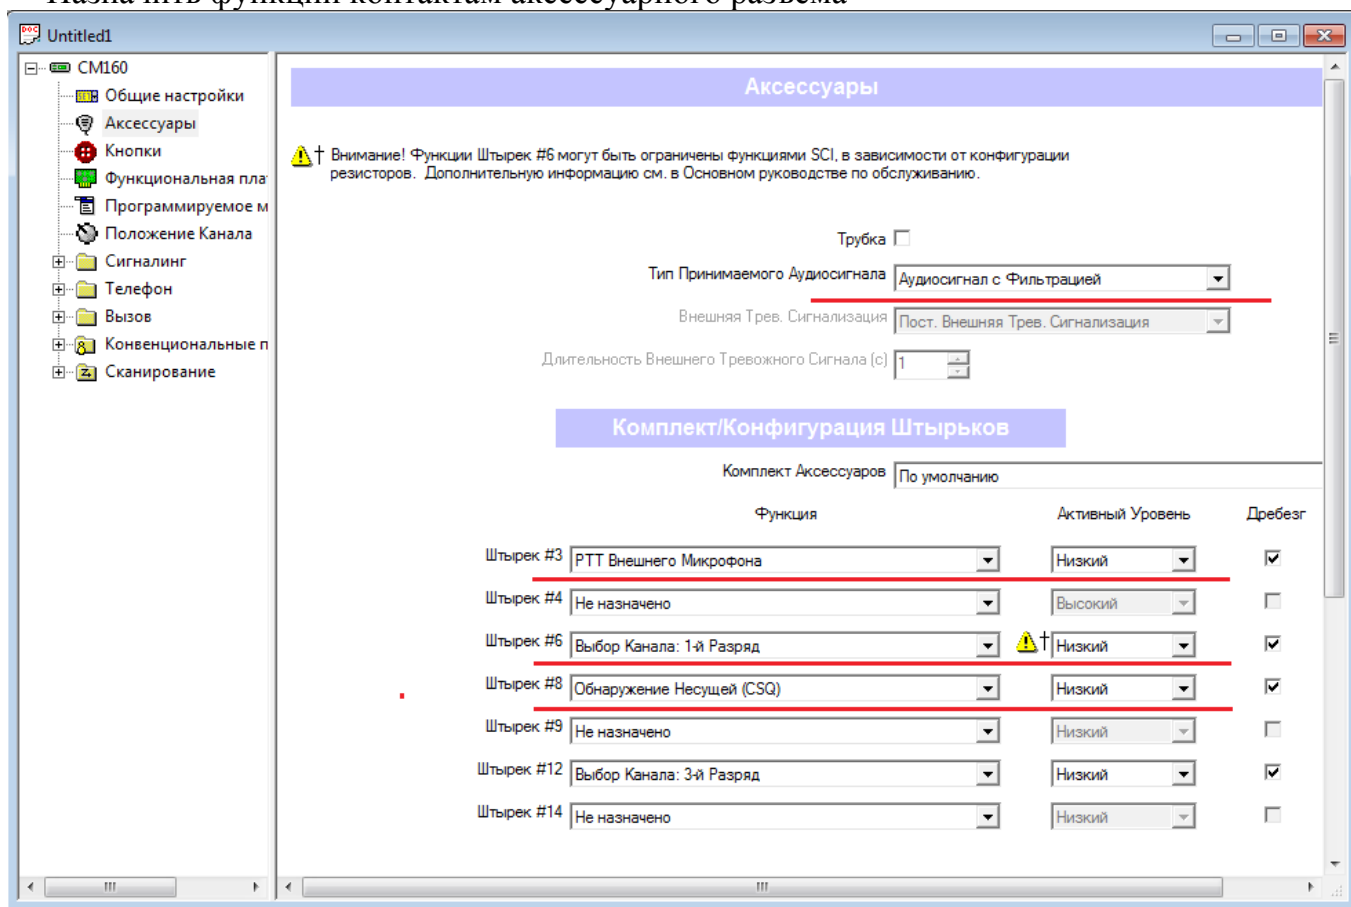 Назначить функции контактам аксессуарного разъема
Untitled1
CM160
Общие настройки
Аксессуары
Кнопки
Функциональная пла
Программируемое м
Положение Канала
Сигналинг
Телефон
Вызов
Конвенциональные п
Сканирование
Аксессуары
† Внимание! Функции Штырек #6 могут быть ограничены функциями SCI, в зависимости от конфигурации
резисторов. Дополнительную информацию см. в Основном руководстве по обслуживанию.
Трубка
Тип Принимаемого Аудиосигнала Аудиосигнал с Фильтрацией
Внешняя Трев. Сигнализация Пост. Внешняя Трев. Сигнализация
Длительность Внешнего Тревожного Сигнала (с) 1
Комплект/Конфигурация Штырьков
Комплект Аксессуаров По умолчанию
Функция Активный Уровень Дребезг
Штырек #3 PTT Внешнего Микрофона Низкий
Штырек #4 Не назначено Высокий
Штырек #6 Выбор Канала: 1-й Разряд † Низкий
Штырек #8 Обнаружение Несущей (CSQ) Низкий
Штырек #9 Не назначено Низкий
Штырек #12 Выбор Канала: 3-й Разряд Низкий
Штырек #14 Не назначено Низкий